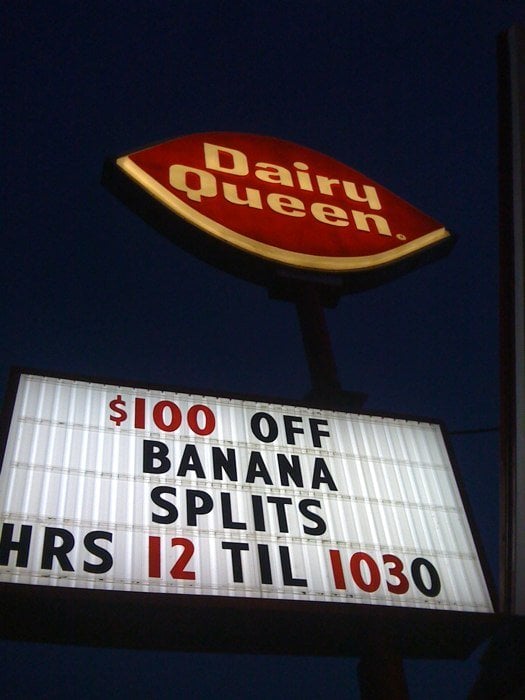 Dairy
Queen
$100 OFF
BANANA
SPLITS
HRS 12 TIL 1030